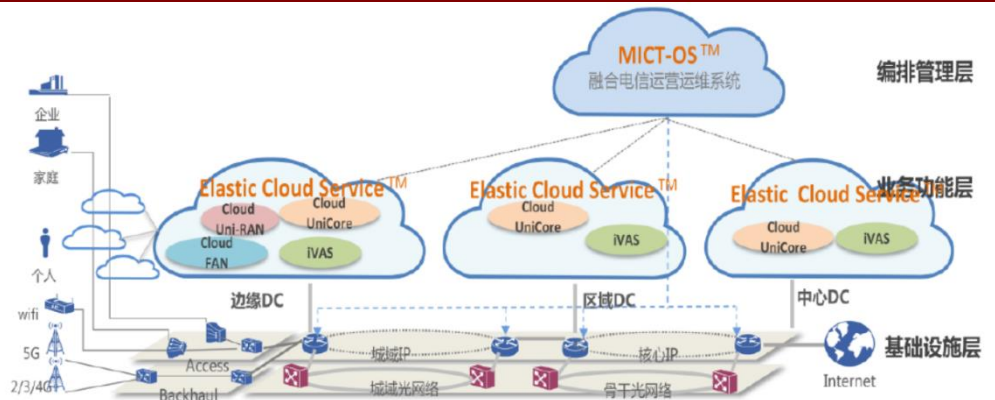 MICT-OS™
融合电信运营运维系统
编排管理层
企业
家庭
个人
wifi
5G
2/3/4G
Elastic Cloud Service™
Cloud
Uni-RAN
Cloud
UniCore
Cloud
FAN
iVAS
边缘DC
Elastic Cloud Service™
Cloud
UniCore
iVAS
区域DC
业务功能层
Elastic Cloud Service
Cloud
UniCore
iVAS
中心DC
Access
Backhaul
城域IP
核心IP
城域光网络
骨干光网络
Internet
基础设施层